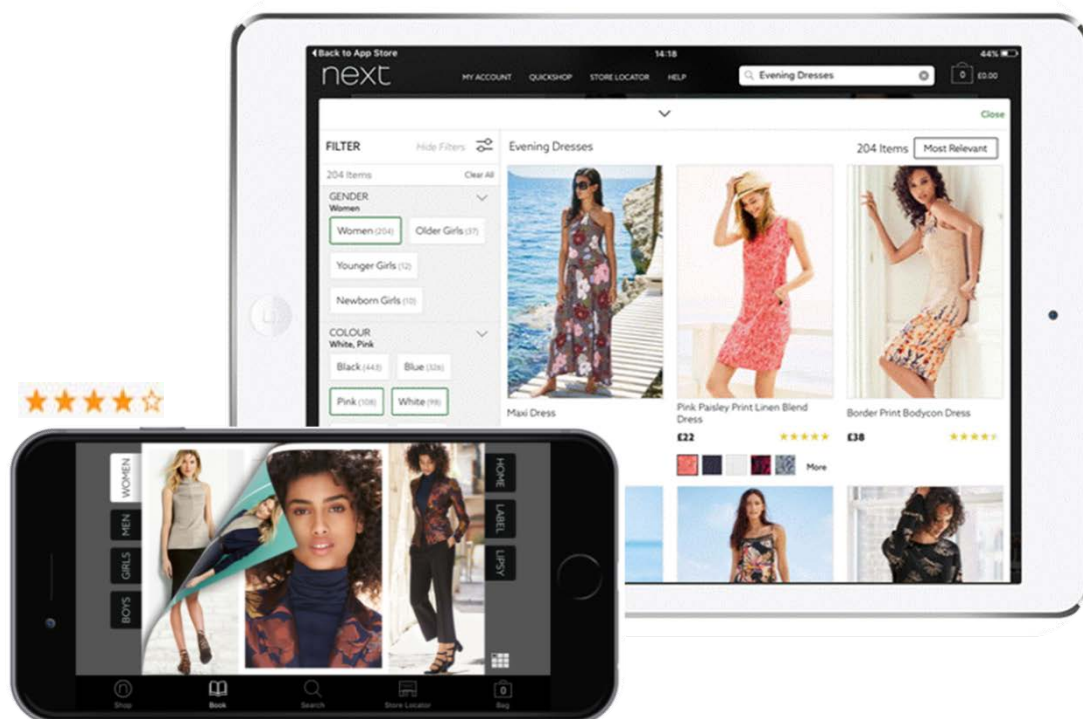 Back to App Store
14:18
44%
next
MY ACCOUNT
QUICKSHOP
STORE LOCATOR
HELP
Evening Dresses
0
£0.00
Close
FILTER
Hide Filters
Evening Dresses
204 Items
Most Relevant
204 Items
Clear All
GENDER
Women
Women (204)
Older Girls (37)
Younger Girls (12)
Newborn Girls (10)
COLOUR
White, Pink
Black (443)
Blue (326)
Pink (108)
White (98)
Maxi Dress
Pink Paisley Print Linen Blend
Dress
£22
More
Border Print Bodycon Dress
£38
WOMEN
MEN
GIRLS
BOYS
HOME
LABEL
LIPSY
n
Shop
Book
Search
Store Locator
0
Bag